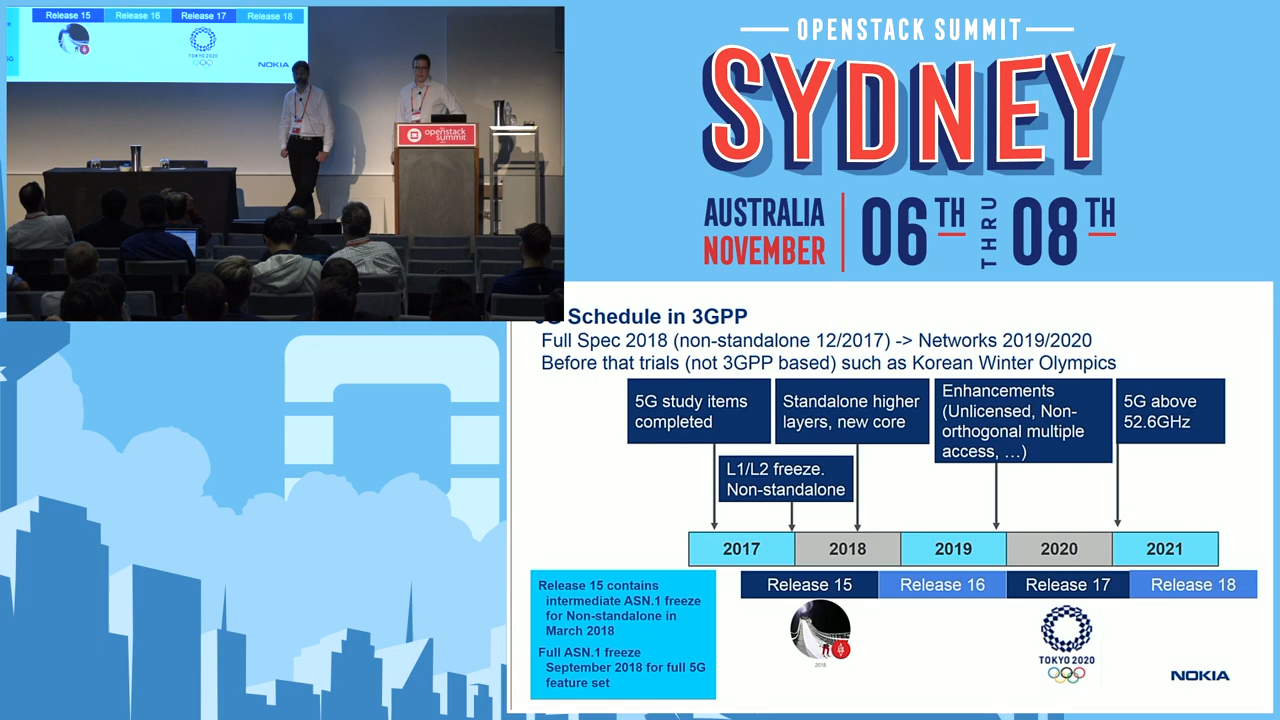 Release 15
Release 16
Release 17
Release 18
TOKYO 2020
NOKIA
openstack
summit
OPENSTACK SUMMIT
SYDNEY
AUSTRALIA
NOVEMBER
06TH
THRU
08TH
Schedule in 3GPP
Full Spec 2018 (non-standalone 12/2017) -> Networks 2019/2020
Before that trials (not 3GPP based) such as Korean Winter Olympics
5G study items
completed
Standalone higher
layers, new core
Enhancements
(Unlicensed, Non-
orthogonal multiple
access, …)
5G above
52.6GHz
L1/L2 freeze.
Non-standalone
2017
2018
2019
2020
2021
Release 15
Release 16
Release 17
Release 18
Release 15 contains
intermediate ASN.1 freeze
for Non-standalone in
March 2018
Full ASN.1 freeze
September 2018 for full 5G
feature set
2018
TOKYO 2020
NOKIA